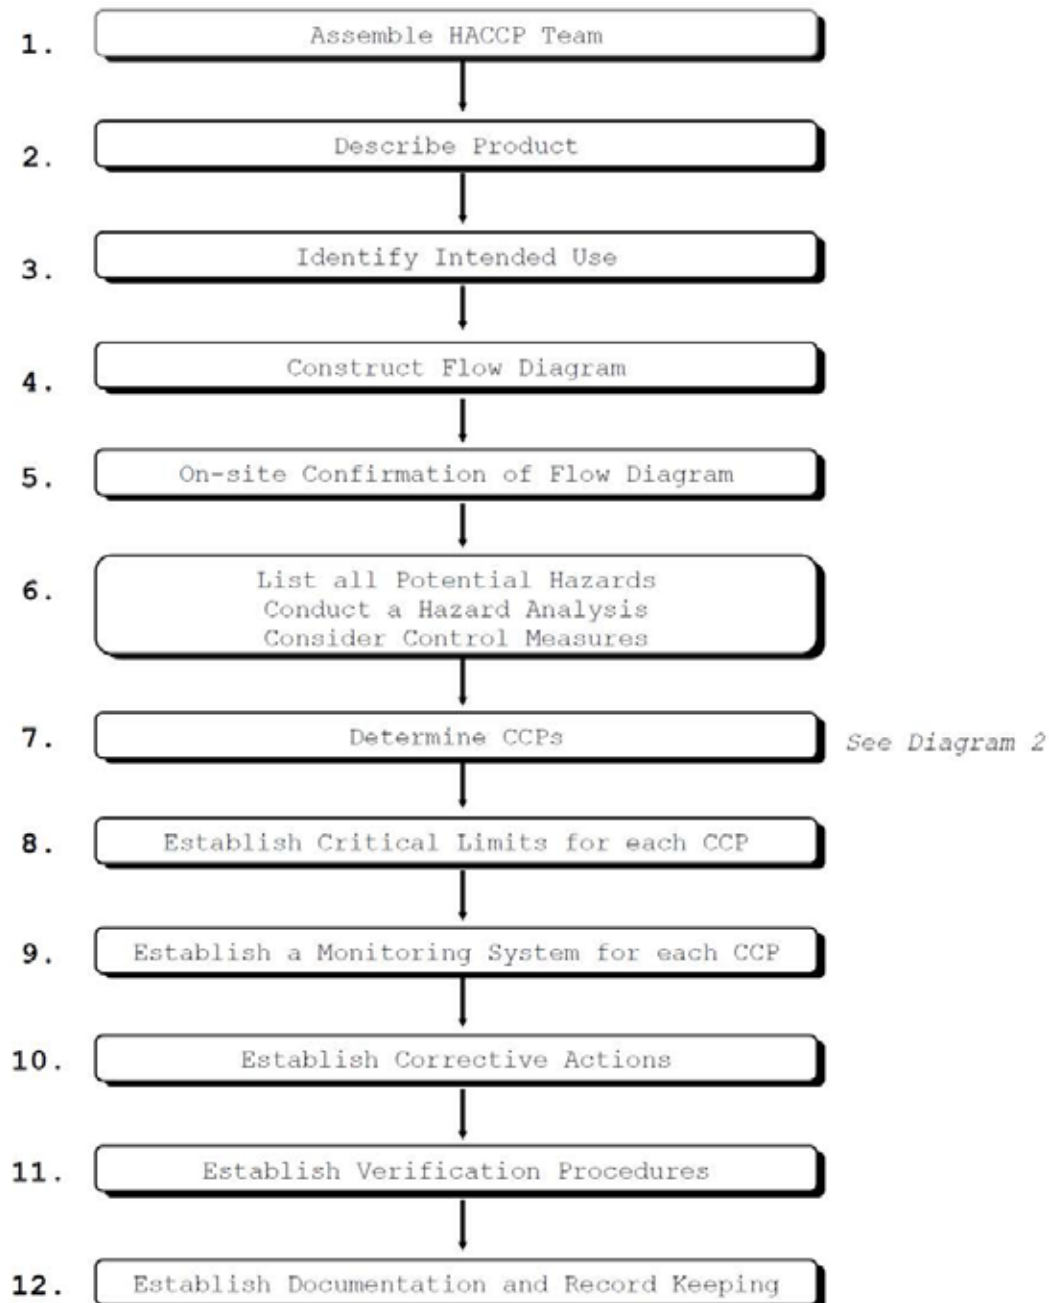 1. Assemble HACCP Team
2. Describe Product
3. Identify Intended Use
4. Construct Flow Diagram
5. On-site Confirmation of Flow Diagram
6. List all Potential Hazards
Conduct a Hazard Analysis
Consider Control Measures
7. Determine CCPs See Diagram 2
8. Establish Critical Limits for each CCP
9. Establish a Monitoring System for each CCP
10. Establish Corrective Actions
11. Establish Verification Procedures
12. Establish Documentation and Record Keeping